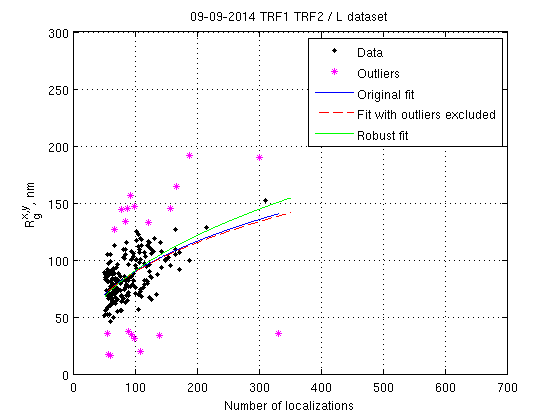 09-09-2014 TRF1 TRF2 / L dataset
300
250
200
150
100
50
0
0 100 200 300 400 500 600 700
R_g^{x,y}, nm
Number of localizations
Data
Outliers
Original fit
Fit with outliers excluded
Robust fit